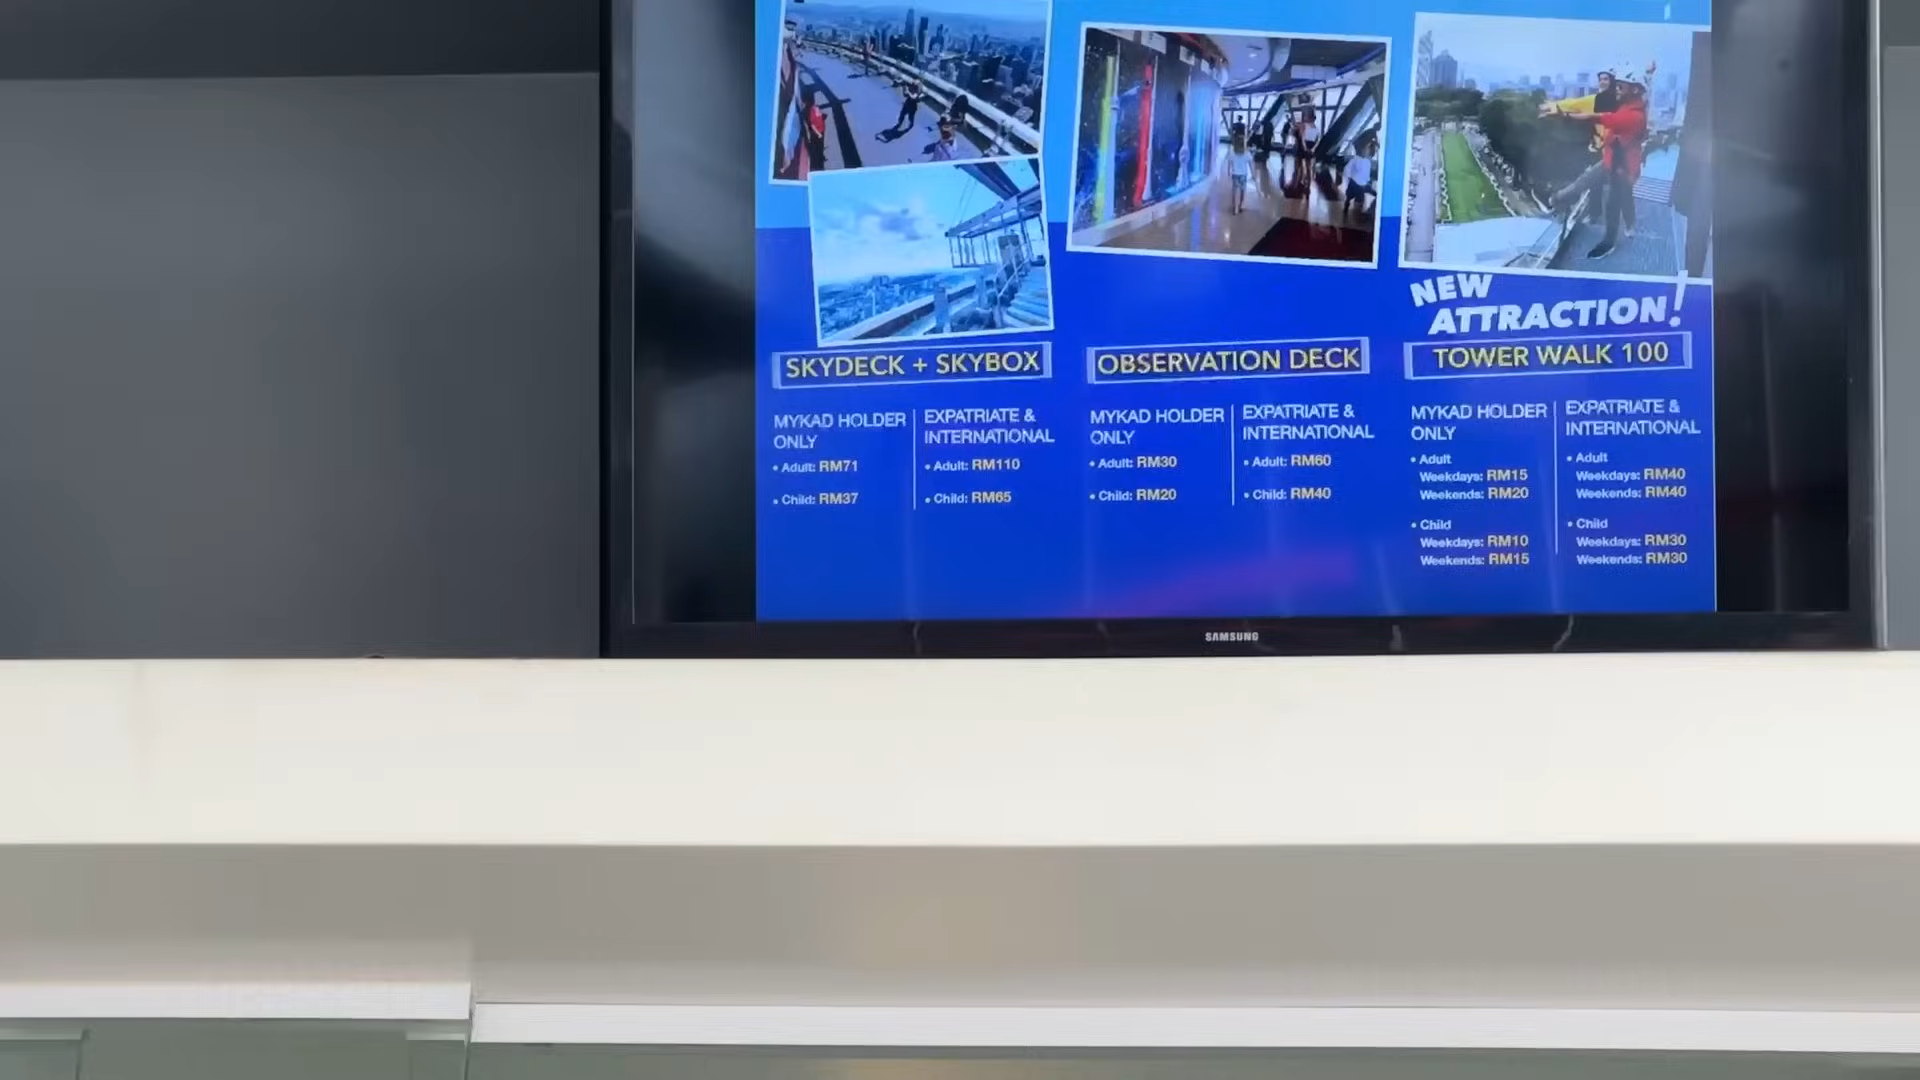 SKYDECK + SKYBOX
MYKAD HOLDER
ONLY
• Adult: RM71
• Child: RM37
EXPATRIATE &
INTERNATIONAL
• Adult: RM110
• Child: RM65
OBSERVATION DECK
MYKAD HOLDER
ONLY
• Adult: RM30
• Child: RM20
EXPATRIATE &
INTERNATIONAL
• Adult: RM60
• Child: RM40
NEW
ATTRACTION!
TOWER WALK 100
MYKAD HOLDER
ONLY
• Adult
Weekdays: RM15
Weekends: RM20
• Child
Weekdays: RM10
Weekends: RM15
EXPATRIATE &
INTERNATIONAL
• Adult
Weekdays: RM40
Weekends: RM40
• Child
Weekdays: RM30
Weekends: RM30
SAMSUNG